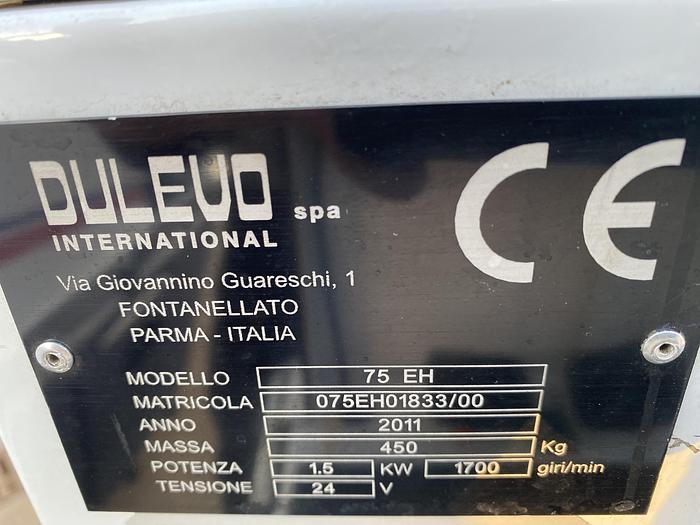 DULEVO spa
INTERNATIONAL
CE
Via Giovannino Guareschi, 1
FONTANELLATO
PARMA - ITALIA
MODELLO 75 EH
MATRICOLA 075EH01833/00
ANNO 2011
MASSA 450 Kg
POTENZA 1.5 KW 1700 giri/min
TENSIONE 24 V